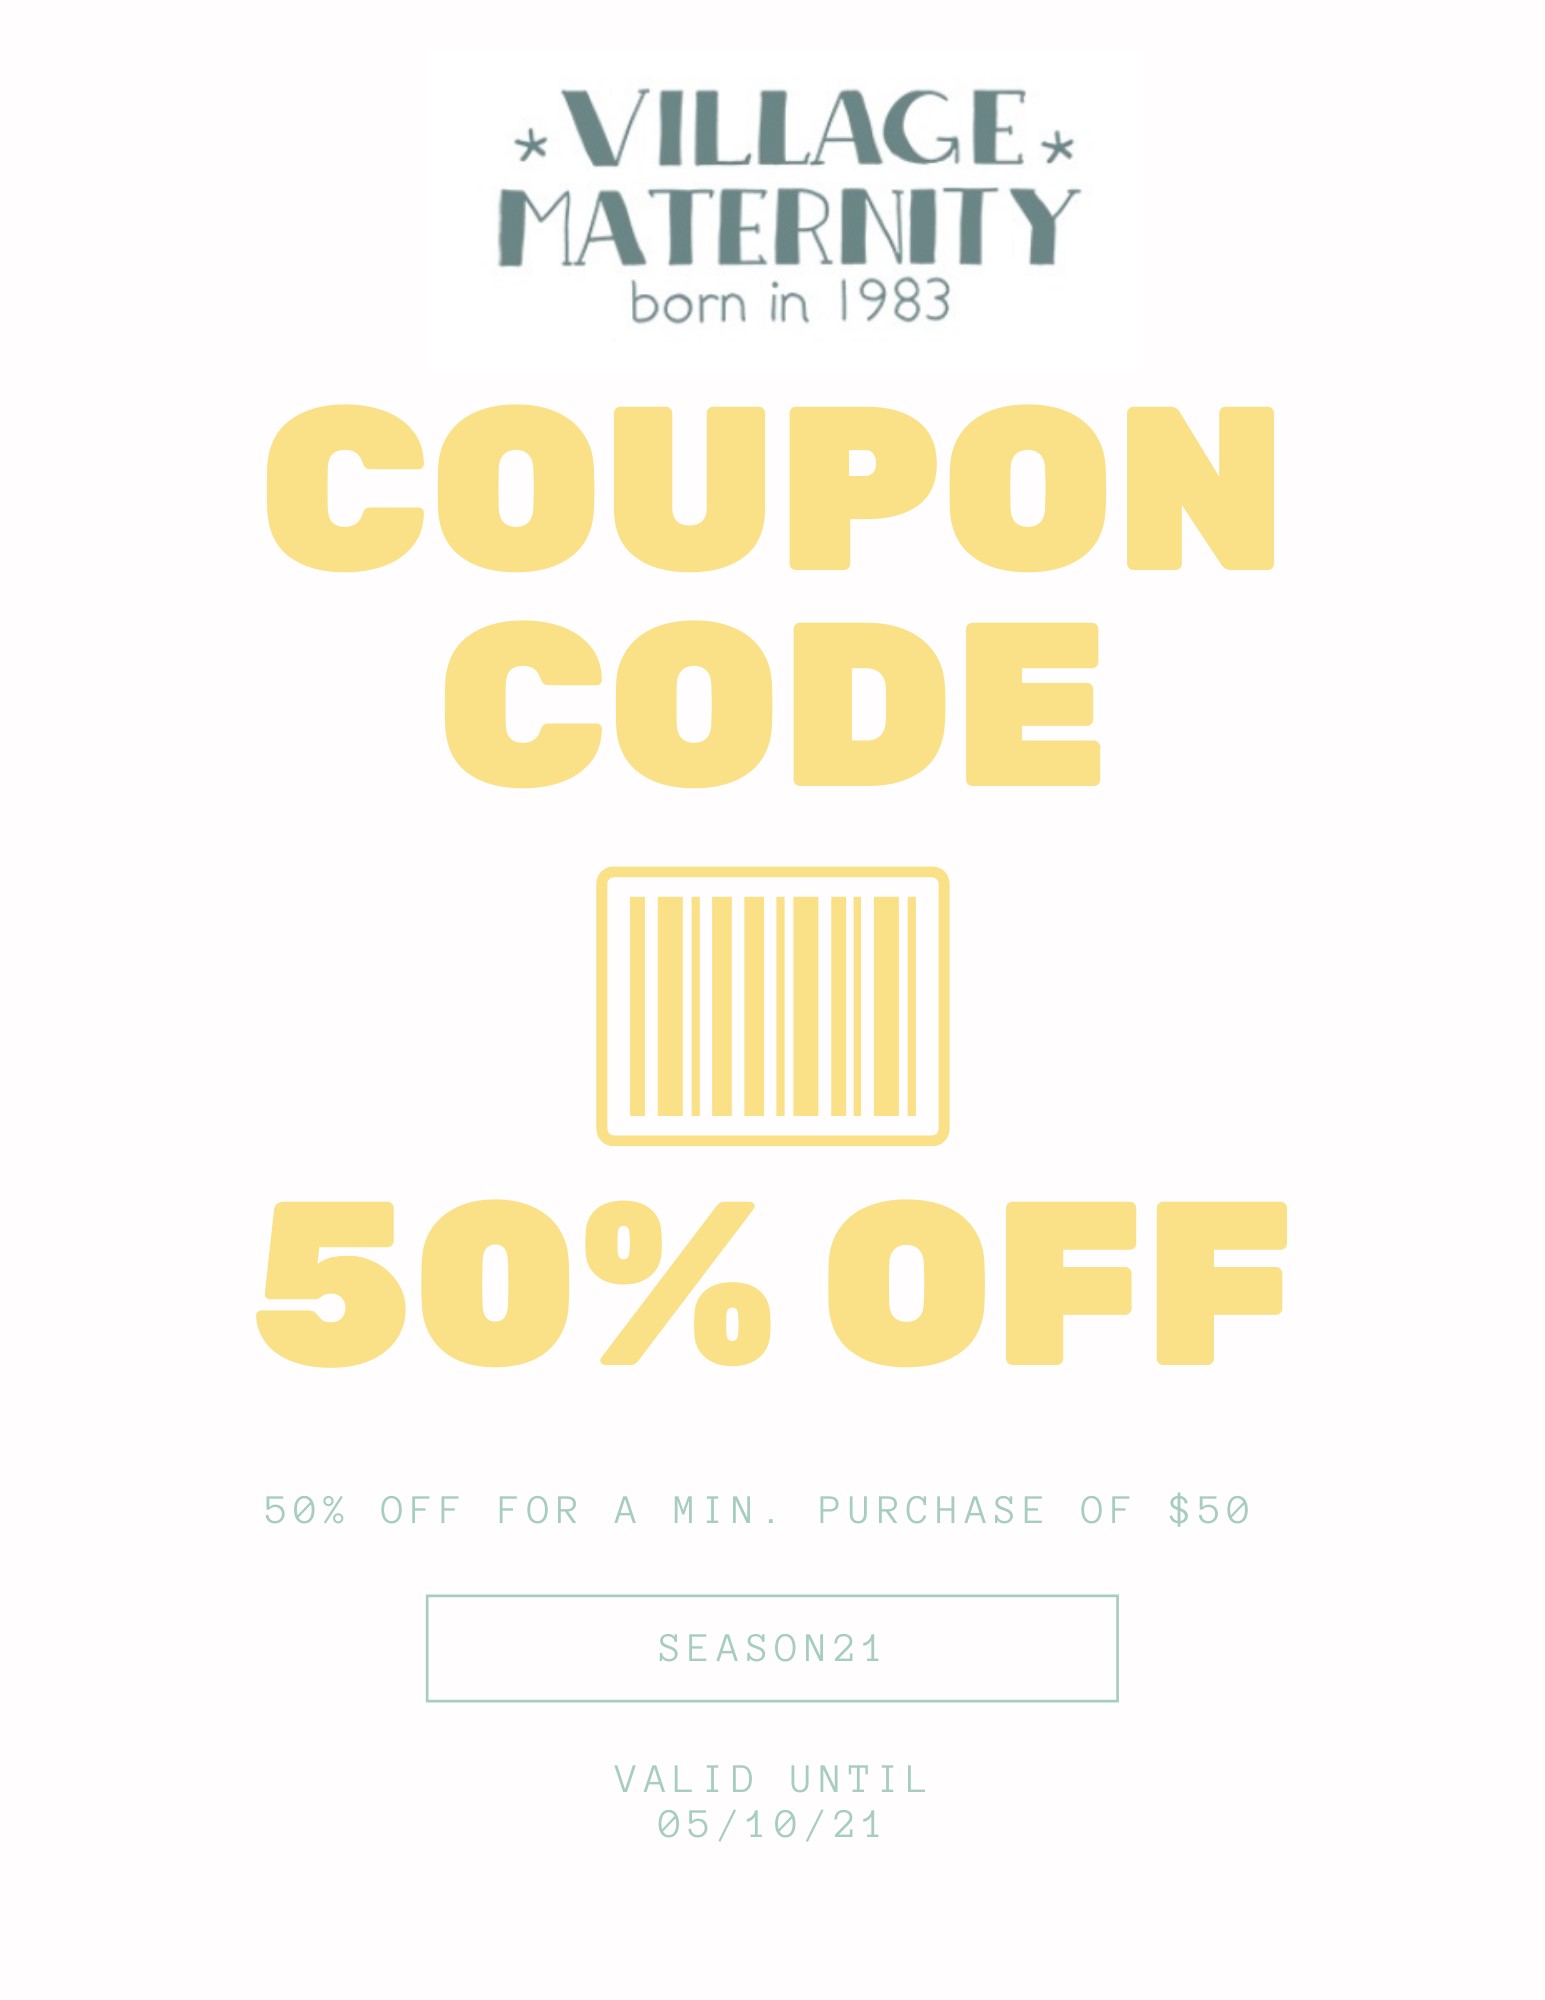 *VILLAGE*
MATERNITY
born in 1983
COUPON
CODE
50% OFF
50% OFF FOR A MIN. PURCHASE OF $50
SEASON21
VALID UNTIL
05/10/21